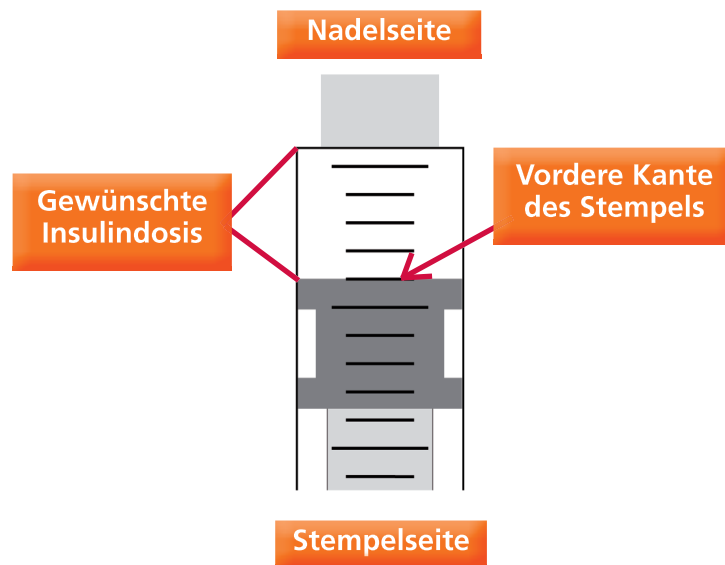 Nadelseite
Gewünschte
Insulindosis
Vordere Kante
des Stempels
Stempelseite